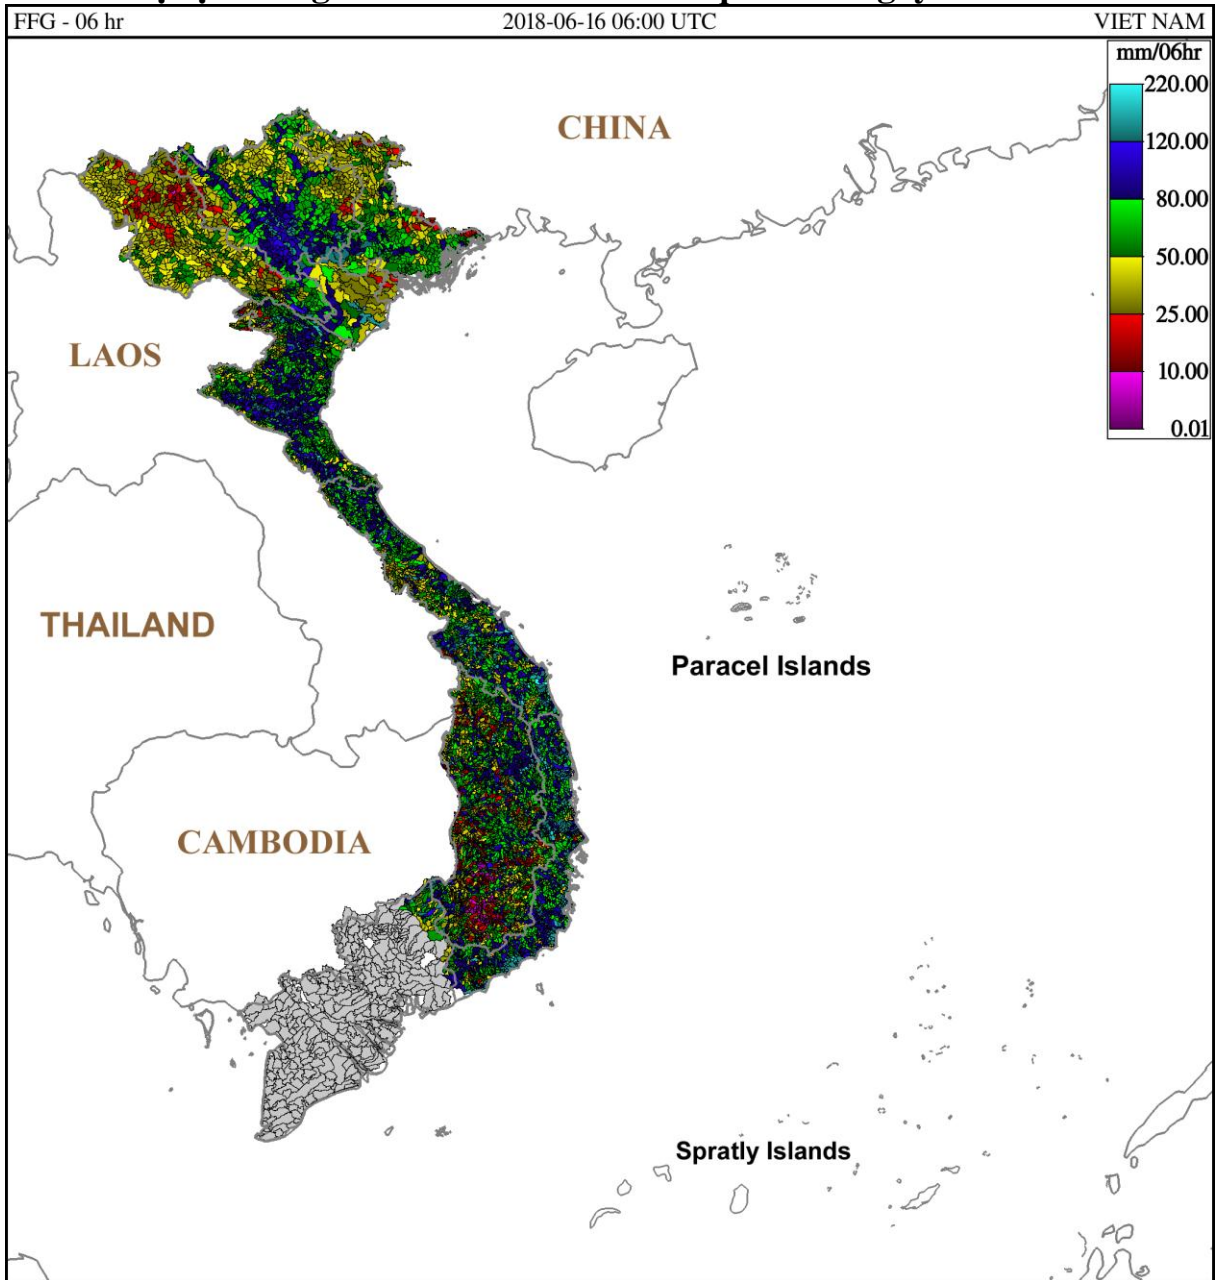 FFG - 06 hr 2018-06-16 06:00 UTC VIET NAM
mm/06hr
220.00
120.00
80.00
50.00
25.00
10.00
0.01
CHINA
LAOS
THAILAND
Paracel Islands
CAMBODIA
Spratly Islands